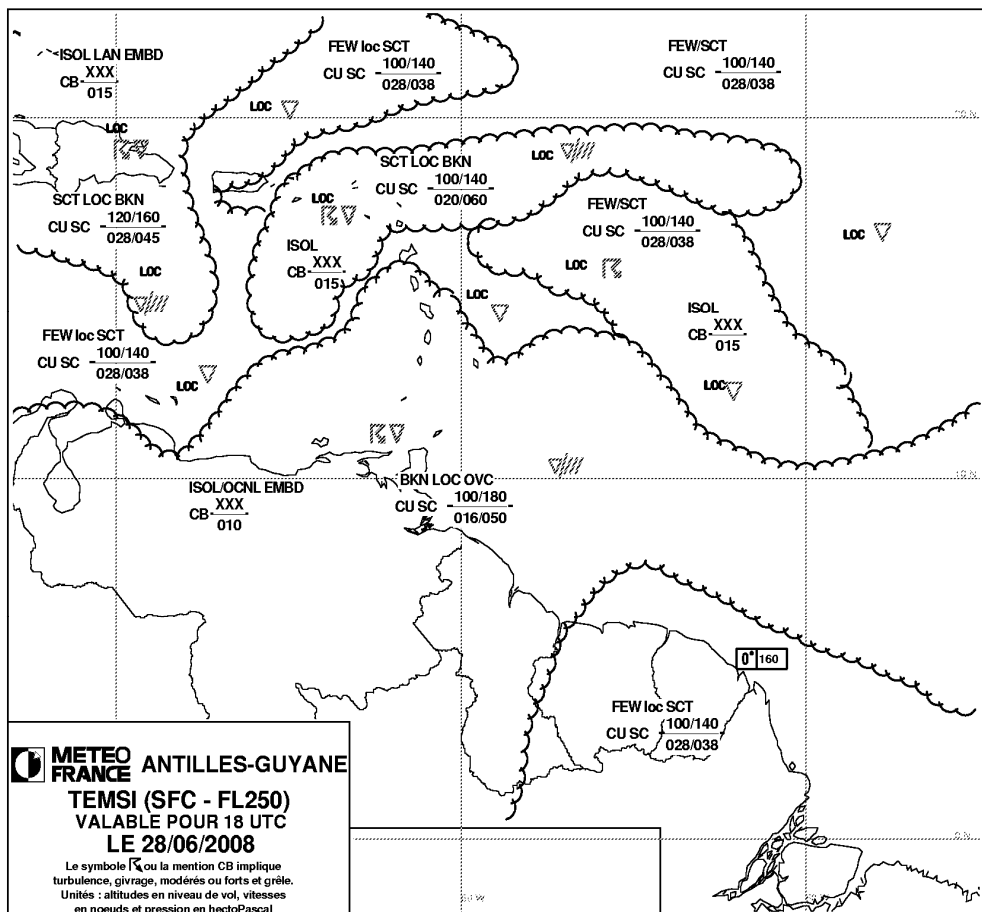 ISOL LAN EMBD
CB XXX
015
FEW loc SCT
CU SC 100/140
028/038
FEW/SCT
CU SC 100/140
028/038
LOC
LOC
LOC
SCT LOC BKN
CU SC 100/140
020/060
SCT LOC BKN
CU SC 120/160
028/045
LOC
FEW/SCT
CU SC 100/140
028/038
LOC
ISOL
CB XXX
015
LOC
LOC
LOC
ISOL
CB XXX
015
FEW loc SCT
CU SC 100/140
028/038
LOC
LOC
10 N
ISOL/OCNL EMBD
CB XXX
010
BKN LOC OVC
CU SC 100/180
016/050
0° 160
FEW loc SCT
CU SC 100/140
028/038
METEO FRANCE ANTILLES-GUYANE
TEMSI (SFC - FL250)
VALABLE POUR 18 UTC
LE 28/06/2008
Le symbole ou la mention CB implique
turbulence, givrage, modérés ou forts et grêle.
Unités : altitudes en niveau de vol, vitesses
en noeuds et pression en hectoPascal